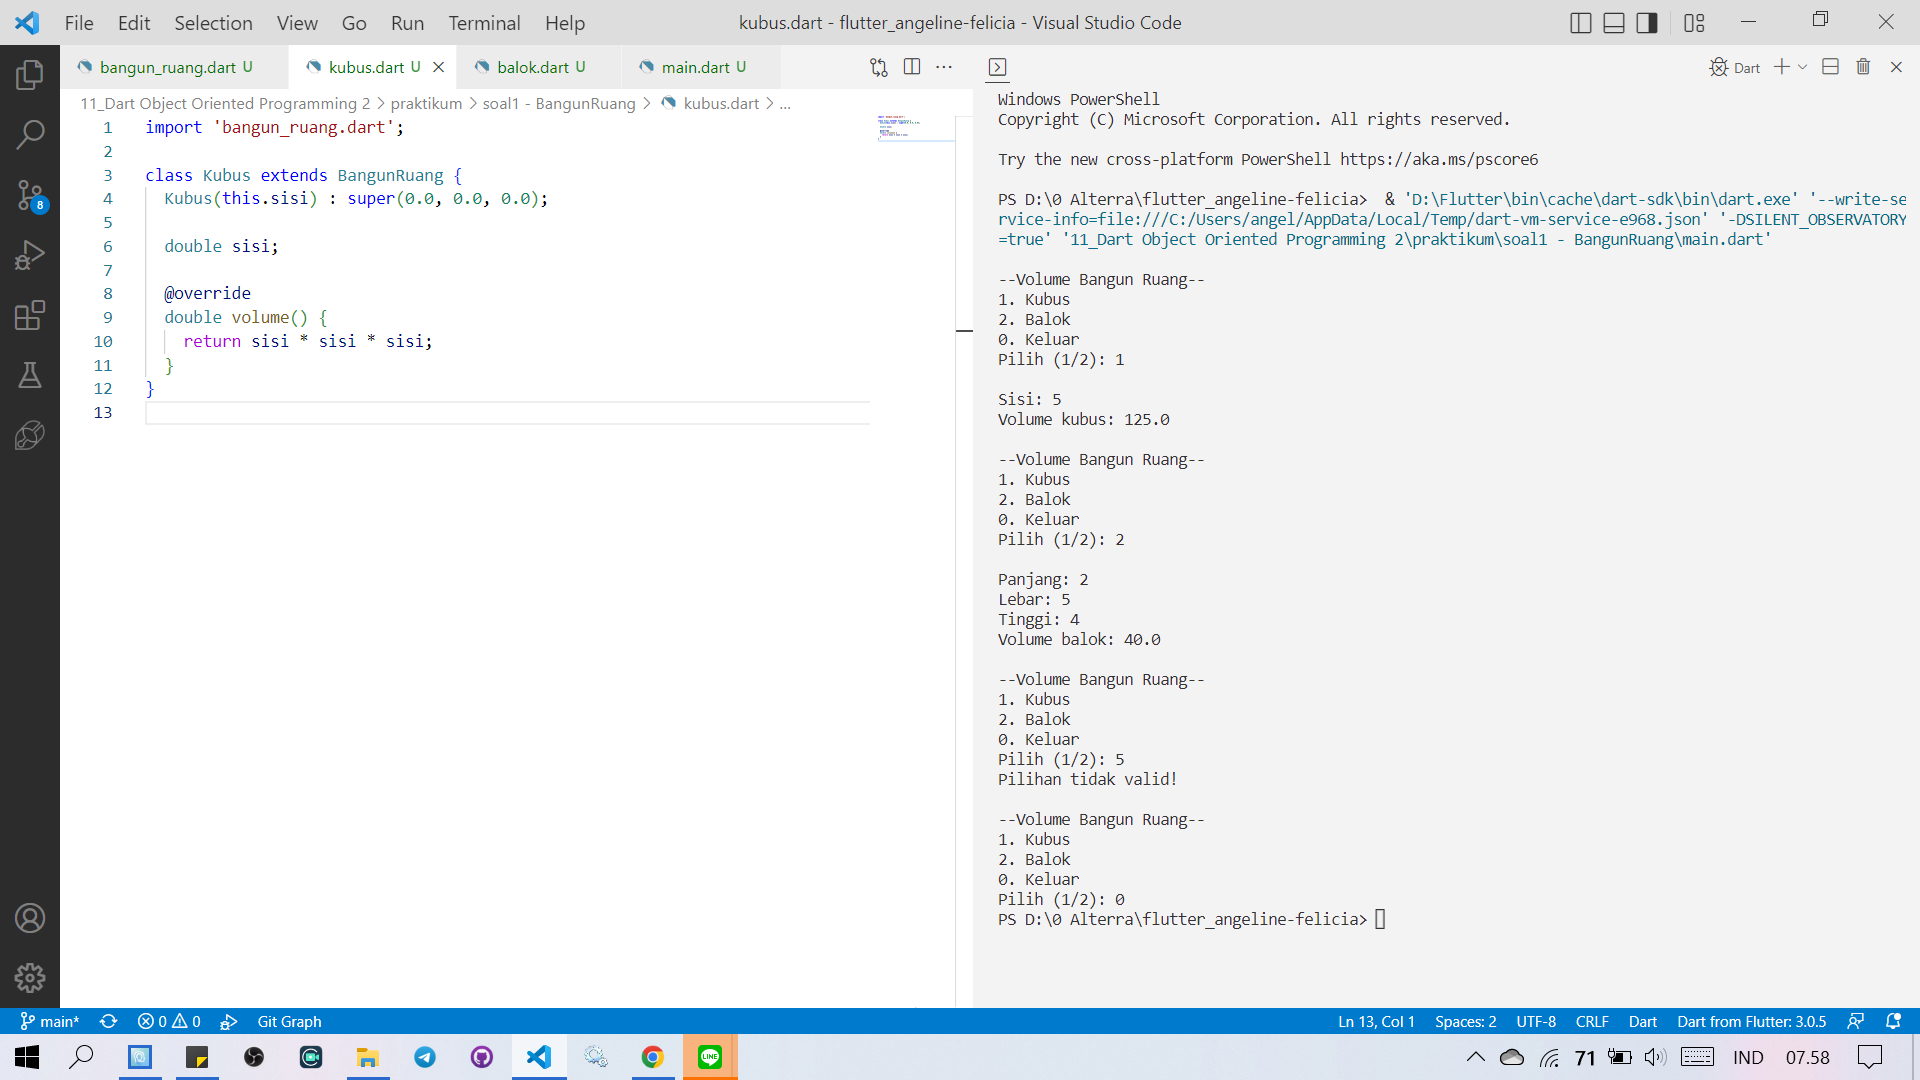 File Edit Selection View Go Run Terminal Help
kubus.dart - flutter_angeline-felicia - Visual Studio Code
bangun_ruang.dart U kubus.dart U balok.dart U main.dart U
Dart
11_Dart Object Oriented Programming 2 > praktikum > soal1 - BangunRuang > kubus.dart > ...
1 import 'bangun_ruang.dart';
2
3 class Kubus extends BangunRuang {
4 Kubus(this.sisi) : super(0.0, 0.0, 0.0);
5
6 double sisi;
7
8 @override
9 double volume() {
10 return sisi * sisi * sisi;
11 }
12 }
13
Windows PowerShell
Copyright (C) Microsoft Corporation. All rights reserved.
Try the new cross-platform PowerShell https://aka.ms/pscore6
PS D:\0 Alterra\flutter_angeline-felicia>  & 'D:\Flutter\bin\cache\dart-sdk\bin\dart.exe' '--write-se
rvice-info=file:///C:/Users/angel/AppData/Local/Temp/dart-vm-service-e968.json' '-DSILENT_OBSERVATORY
=true' '11_Dart Object Oriented Programming 2\praktikum\soal1 - BangunRuang\main.dart'
--Volume Bangun Ruang--
1. Kubus
2. Balok
0. Keluar
Pilih (1/2): 1
Sisi: 5
Volume kubus: 125.0
--Volume Bangun Ruang--
1. Kubus
2. Balok
0. Keluar
Pilih (1/2): 2
Panjang: 2
Lebar: 5
Tinggi: 4
Volume balok: 40.0
--Volume Bangun Ruang--
1. Kubus
2. Balok
0. Keluar
Pilih (1/2): 5
Pilihan tidak valid!
--Volume Bangun Ruang--
1. Kubus
2. Balok
0. Keluar
Pilih (1/2): 0
PS D:\0 Alterra\flutter_angeline-felicia>
8
main* 0 0 Git Graph
Ln 13, Col 1 Spaces: 2 UTF-8 CRLF Dart Dart from Flutter: 3.0.5
LINE
71 IND 07.58